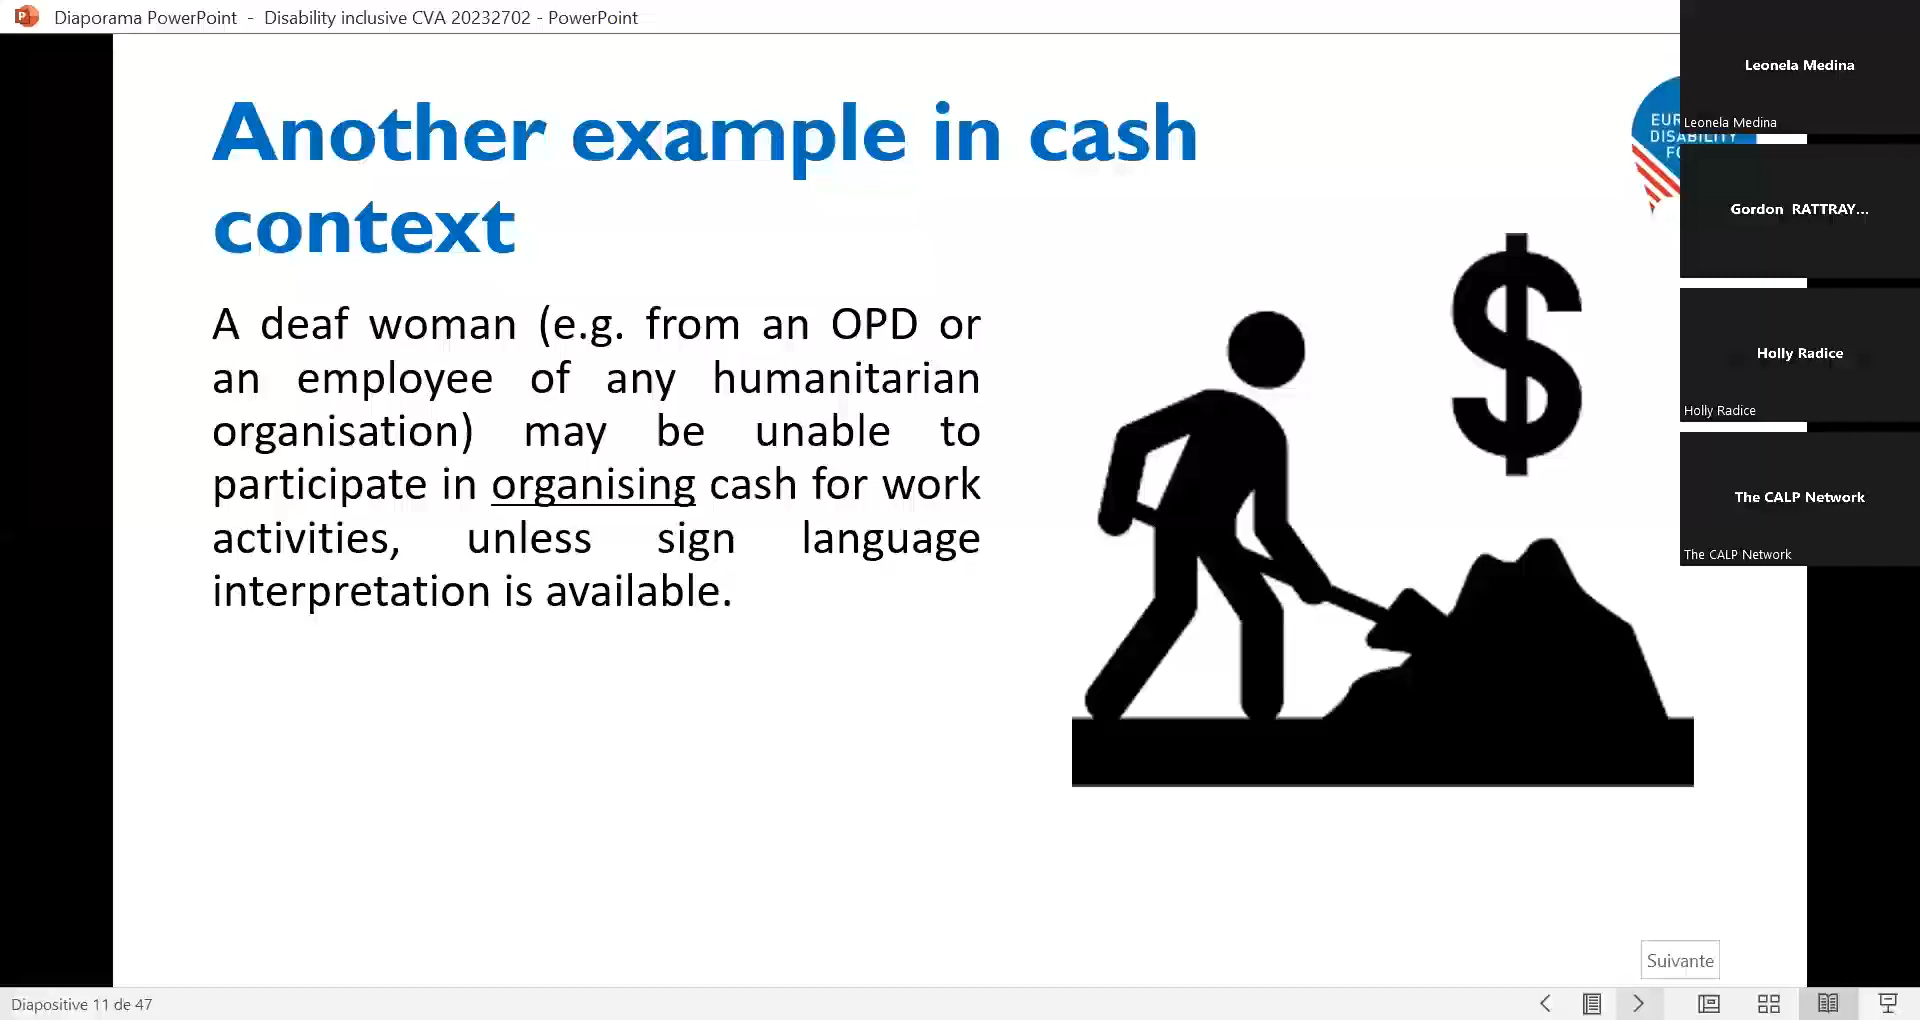 Diaporama PowerPoint - Disability inclusive CVA 20232702 - PowerPoint
Another example in cash
context
A deaf woman (e.g. from an OPD or
an employee of any humanitarian
organisation) may be unable to
participate in organising cash for work
activities, unless sign language
interpretation is available.
$
EUR
DISABILITY
FO
Leonela Medina
Leonela Medina
Gordon RATTRAY...
Holly Radice
Holly Radice
The CALP Network
The CALP Network
Suivante
Diapositive 11 de 47